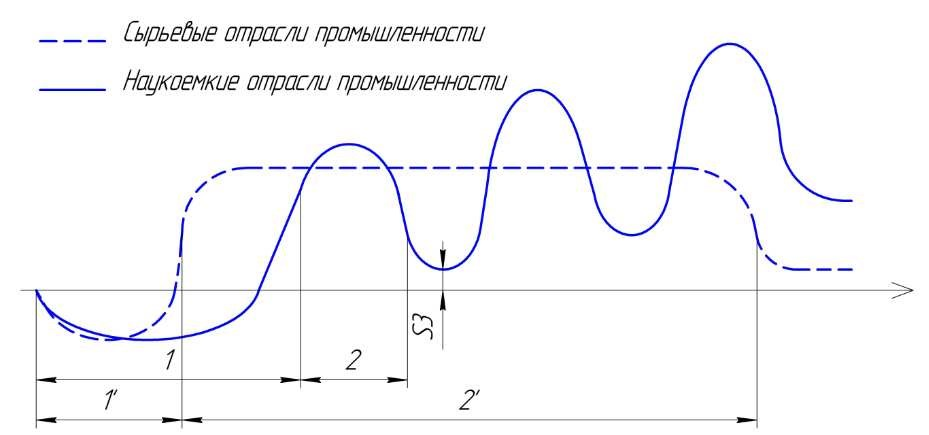 Сырьевые отрасли промышленности
Наукоемкие отрасли промышленности
S3
1
2
1'
2'